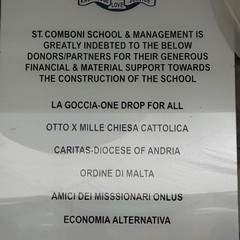 LOVE
ST. COMBONI SCHOOL & MANAGEMENT IS
GREATLY INDEBTED TO THE BELOW
DONORS/PARTNERS FOR THEIR GENEROUS
FINANCIAL & MATERIAL SUPPORT TOWARDS
THE CONSTRUCTION OF THE SCHOOL
LA GOCCIA-ONE DROP FOR ALL
OTTO X MILLE CHIESA CATTOLICA
CARITAS-DIOCESE OF ANDRIA
ORDINE DI MALTA
AMICI DEI MISSSIONARI ONLUS
ECONOMIA ALTERNATIVA